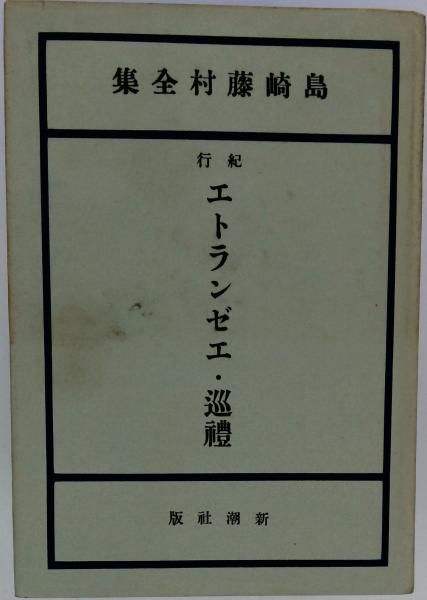 島崎藤村全集
紀行
エトランゼエ・巡禮
新潮社版